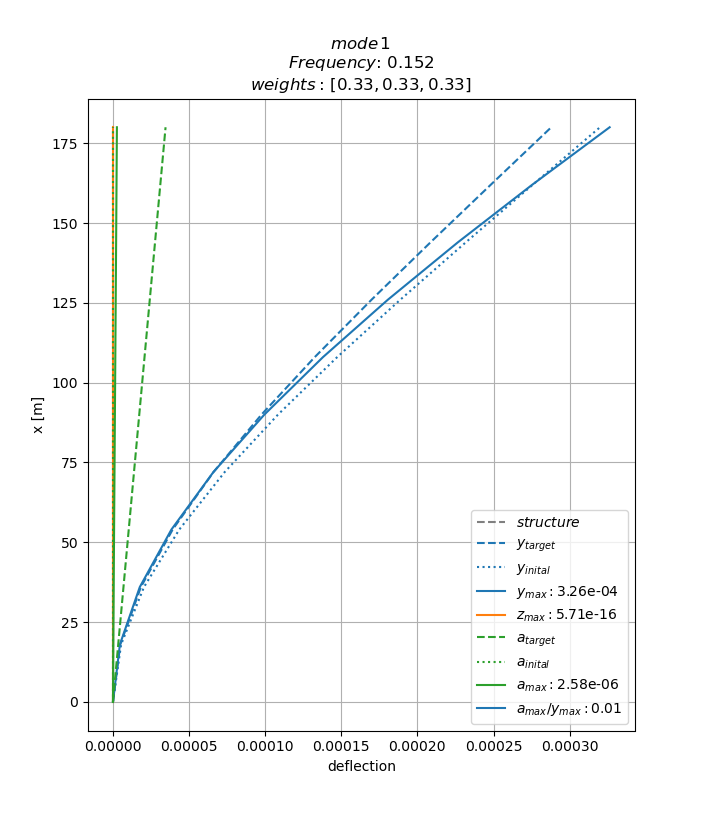 mode 1
Frequency: 0.152
weights : [0.33, 0.33, 0.33]
x [m]
175
150
125
100
75
50
25
0
structure
y_target
y_inital
y_max : 3.26e-04
z_max : 5.71e-16
a_target
a_inital
a_max : 2.58e-06
a_max/y_max : 0.01
0.00000 0.00005 0.00010 0.00015 0.00020 0.00025 0.00030
deflection